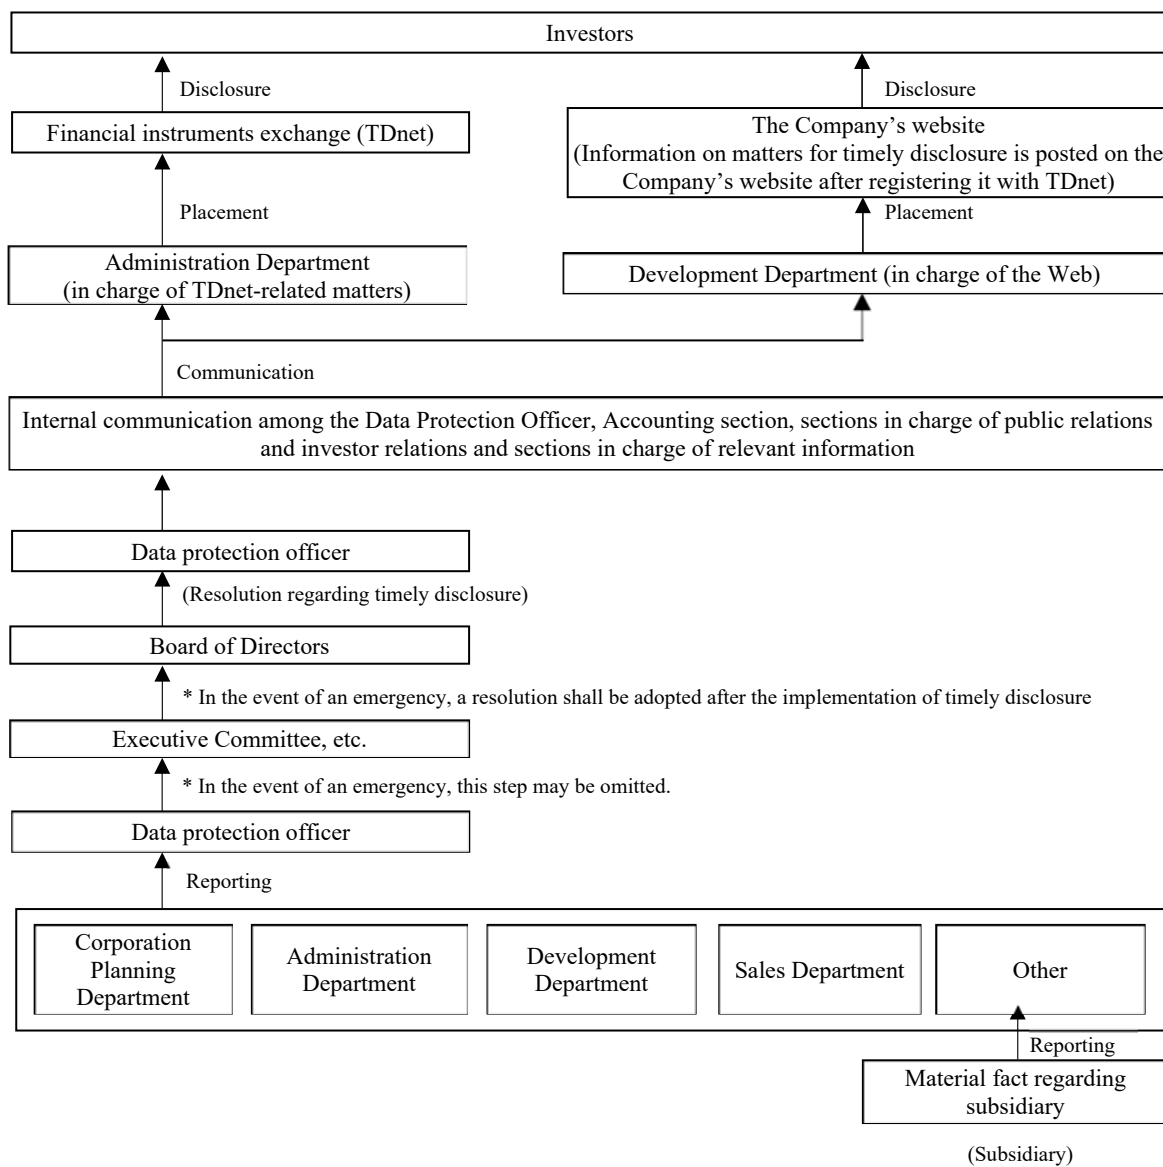 Investors
Disclosure
Disclosure
Financial instruments exchange (TDnet)
The Company’s website
(Information on matters for timely disclosure is posted on the
Company’s website after registering it with TDnet)
Placement
Placement
Administration Department
(in charge of TDnet-related matters)
Development Department (in charge of the Web)
Communication
Internal communication among the Data Protection Officer, Accounting section, sections in charge of public relations
and investor relations and sections in charge of relevant information
Data protection officer
(Resolution regarding timely disclosure)
Board of Directors
* In the event of an emergency, a resolution shall be adopted after the implementation of timely disclosure
Executive Committee, etc.
* In the event of an emergency, this step may be omitted.
Data protection officer
Reporting
Corporation
Planning
Department
Administration
Department
Development
Department
Sales Department
Other
Reporting
Material fact regarding
subsidiary
(Subsidiary)